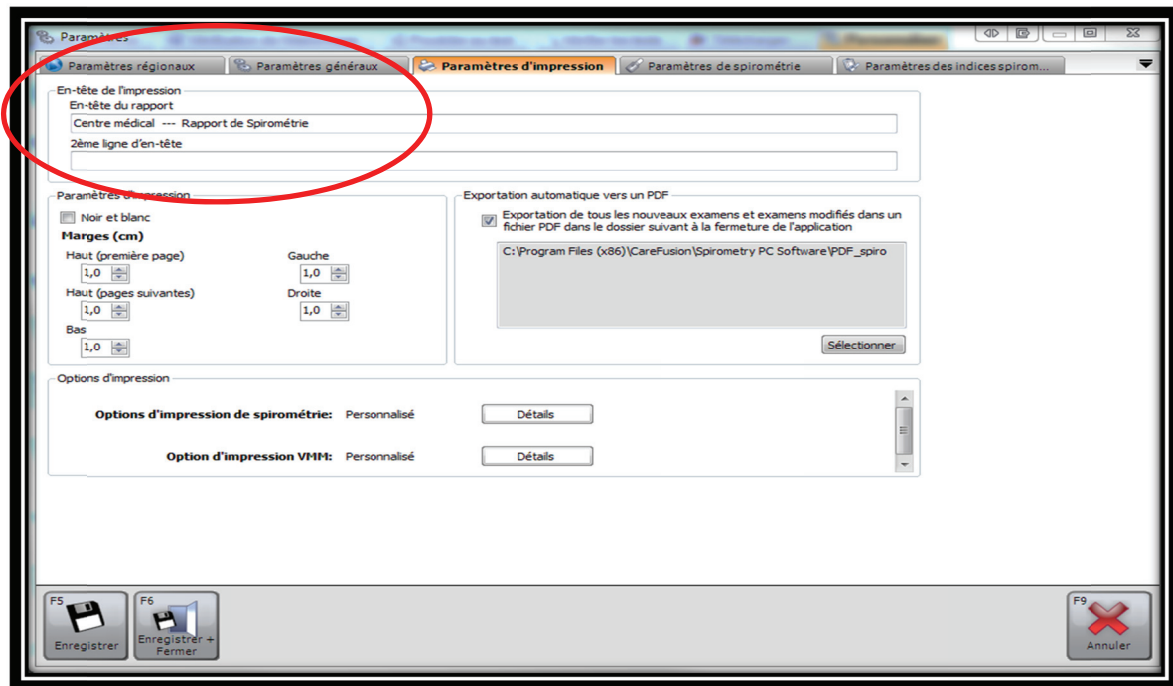 Paramètres
Paramètres régionaux
Paramètres généraux
Paramètres d'impression
Paramètres de spirométrie
Paramètres des indices spirom...
En-tête de l'impression
En-tête du rapport
Centre médical --- Rapport de Spirométrie
2ème ligne d'en-tête
Paramètres d'impression
Noir et blanc
Marges (cm)
Haut (première page)
Gauche
1,0
1,0
Haut (pages suivantes)
Droite
1,0
1,0
Bas
1,0
Exportation automatique vers un PDF
Exportation de tous les nouveaux examens et examens modifiés dans un
fichier PDF dans le dossier suivant à la fermeture de l'application
C:\Program Files (x86)\CareFusion\Spirometry PC Software\PDF_spiro
Sélectionner
Options d'impression
Options d'impression de spirométrie: Personnalisé Détails
Option d'impression VMM: Personnalisé Détails
F5
Enregistrer
F6
Enregistrer +
Fermer
F9
Annuler